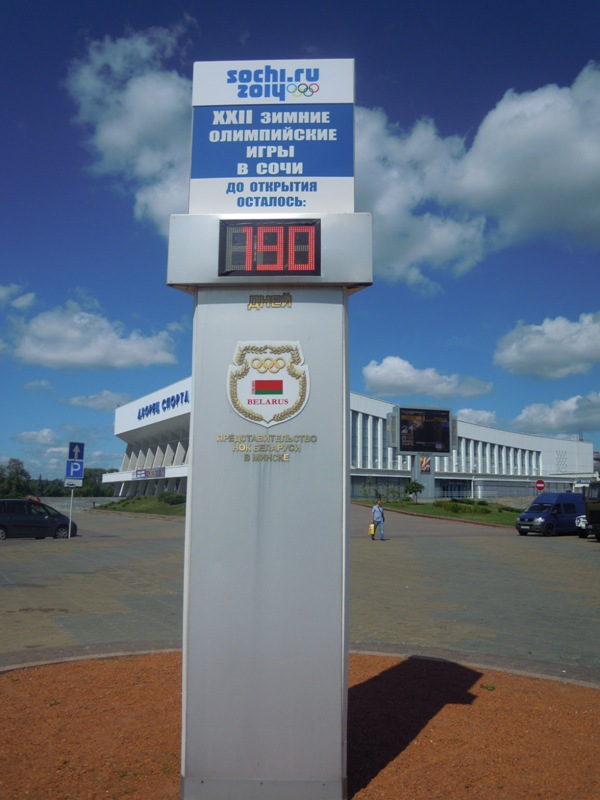 sochi.ru
2014
XXII ЗИМНИЕ
ОЛИМПИЙСКИЕ
ИГРЫ
В СОЧИ
ДО ОТКРЫТИЯ
ОСТАЛОСЬ:
190
ДНЕЙ
BELARUS
ПРЕДСТАВИТЕЛЬСТВО
НОК БЕЛАРУСИ
В МИНСКЕ
ДВОРЕЦ СПОРТА
P